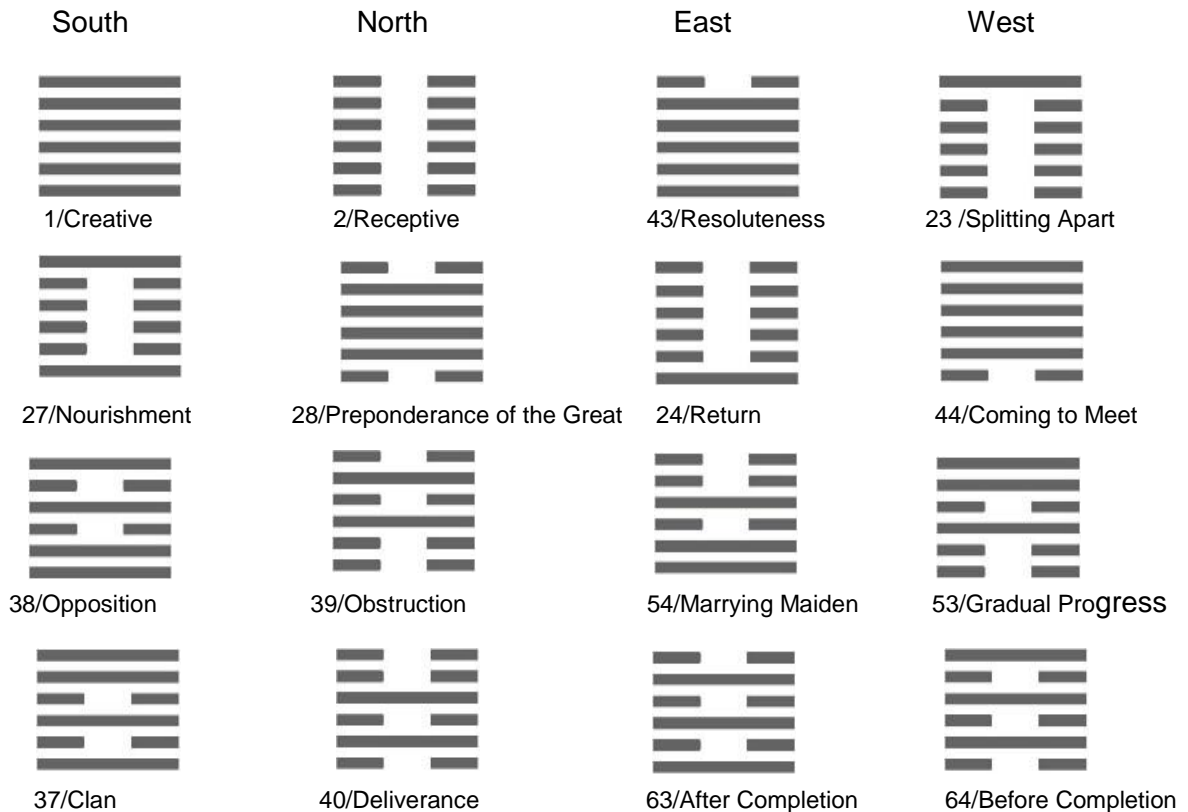 South North East West
1/Creative 2/Receptive 43/Resoluteness 23 /Splitting Apart
27/Nourishment 28/Preponderance of the Great 24/Return 44/Coming to Meet
38/Opposition 39/Obstruction 54/Marrying Maiden 53/Gradual Progress
37/Clan 40/Deliverance 63/After Completion 64/Before Completion